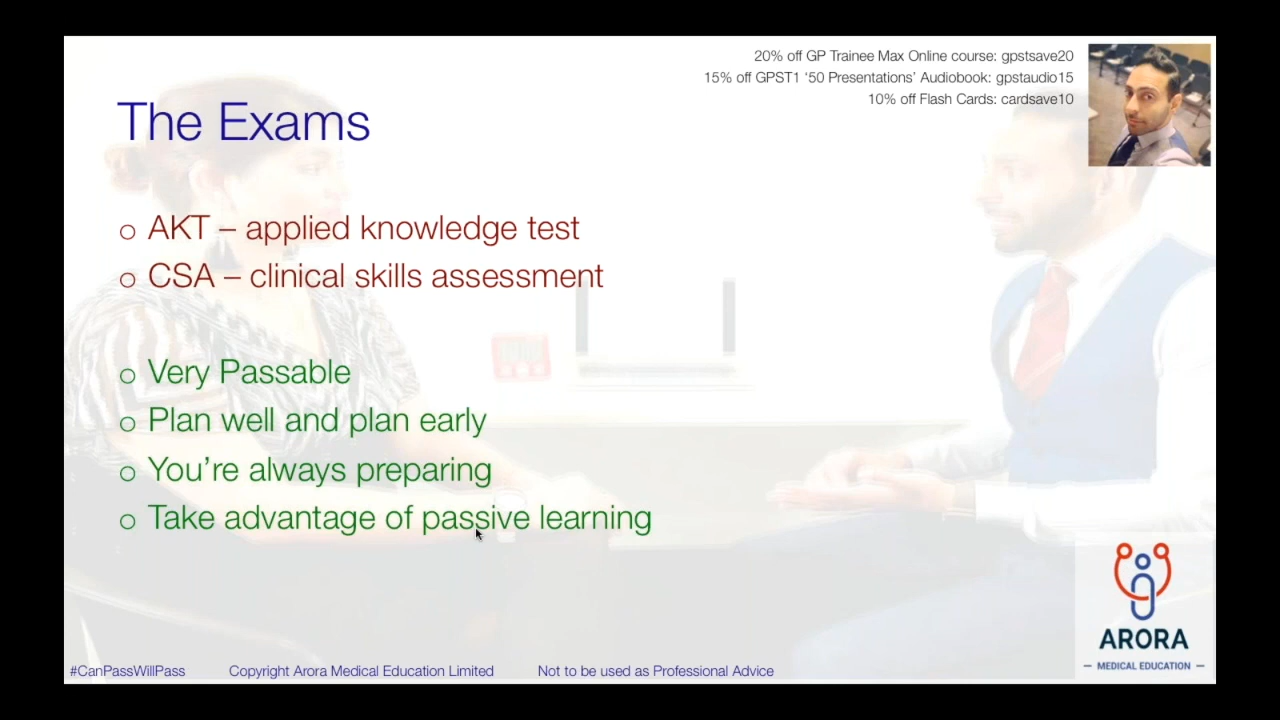 20% off GP Trainee Max Online course: gpstsave20
15% off GPST1 ‘50 Presentations’ Audiobook: gpstaudio15
10% off Flash Cards: cardsave10
The Exams
o AKT – applied knowledge test
o CSA – clinical skills assessment
o Very Passable
o Plan well and plan early
o You’re always preparing
o Take advantage of passive learning
ARORA
– MEDICAL EDUCATION –
#CanPassWillPass Copyright Arora Medical Education Limited Not to be used as Professional Advice